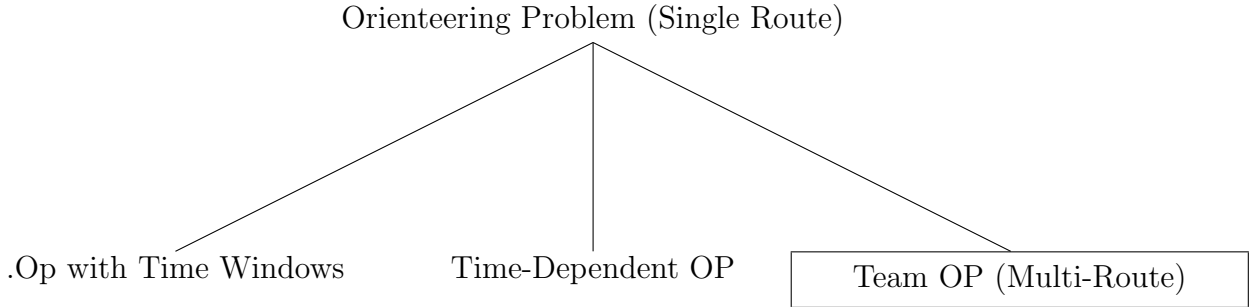 Orienteering Problem (Single Route)
.Op with Time Windows
Time-Dependent OP
Team OP (Multi-Route)